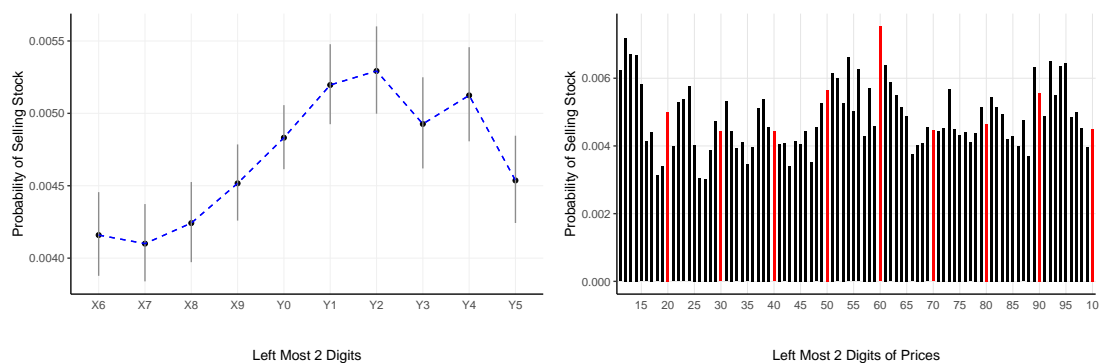 0.0055
0.0050
0.0045
0.0040
Probability of Selling Stock
X6 X7 X8 X9 Y0 Y1 Y2 Y3 Y4 Y5
Left Most 2 Digits
0.006
0.004
0.002
0.000
Probability of Selling Stock
15 20 25 30 35 40 45 50 55 60 65 70 75 80 85 90 95 10
Left Most 2 Digits of Prices